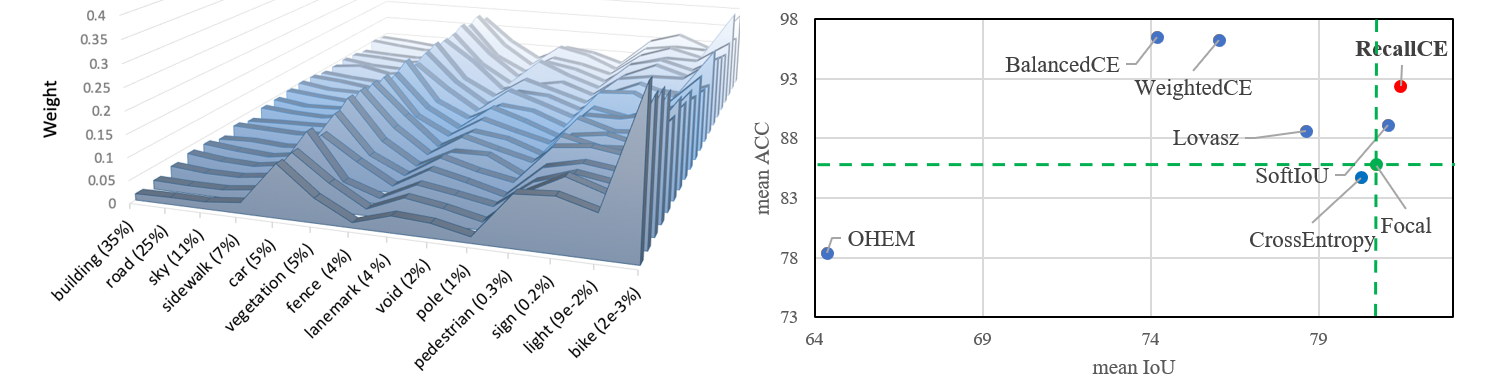 Weight
0.4
0.35
0.3
0.25
0.2
0.15
0.1
0.05
0
building (35%)
road (25%)
sky (11%)
sidewalk (7%)
car (5%)
vegetation (5%)
fence (4%)
lanemark (4 %)
void (2%)
pole (1%)
pedestrian (0.3%)
sign (0.2%)
light (9e-2%)
bike (2e-3%)
mean ACC
98
93
88
83
78
73
64
69
74
79
mean IoU
RecallCE
BalancedCE
WeightedCE
Lovasz
SoftIoU
Focal
CrossEntropy
OHEM